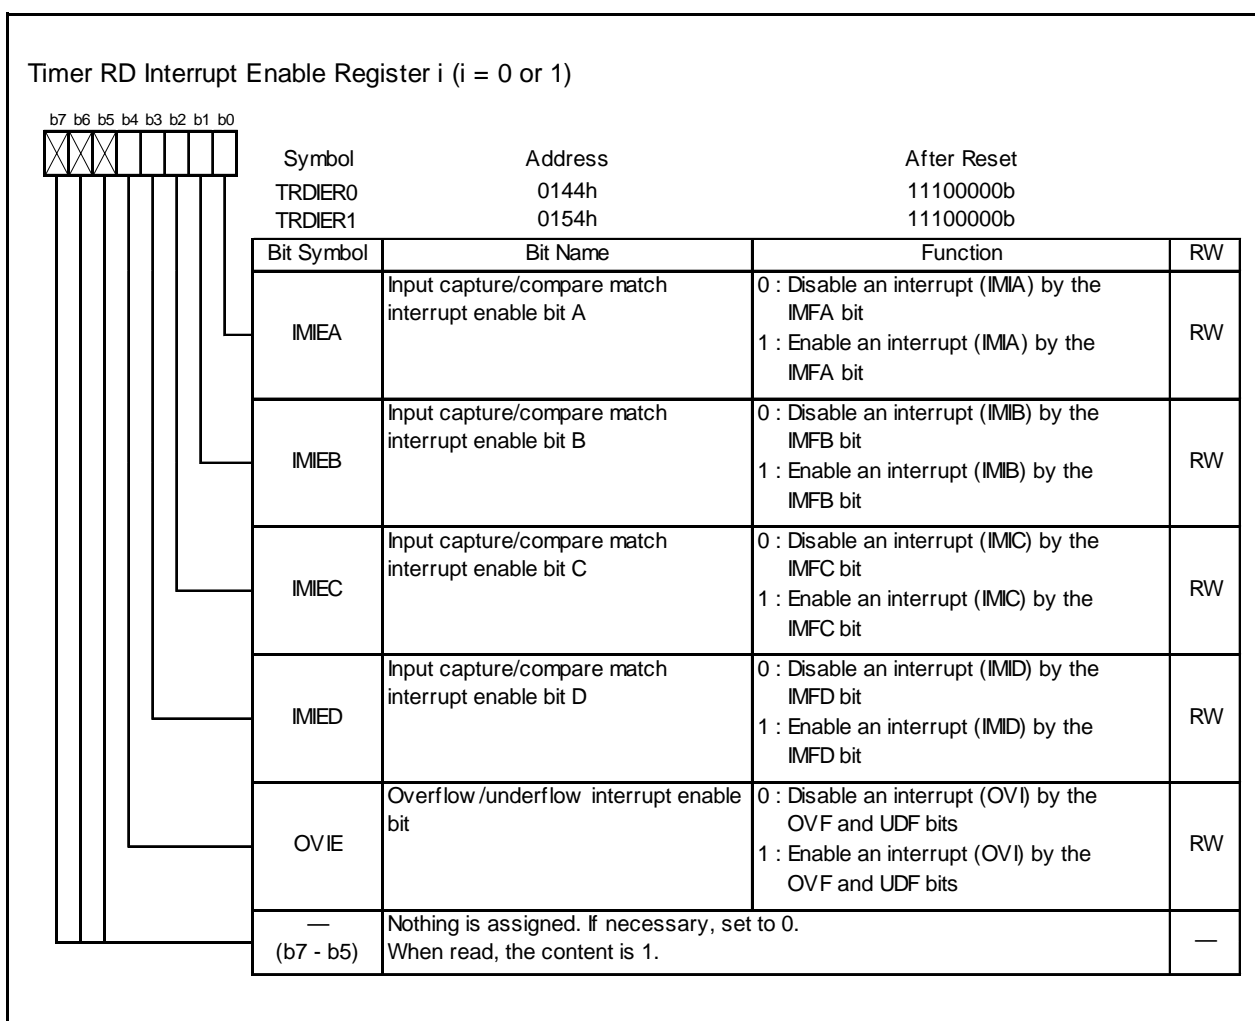 Timer RD Interrupt Enable Register i (i = 0 or 1)
b7 b6 b5 b4 b3 b2 b1 b0
Symbol Address After Reset
TRDIER0 0144h 11100000b
TRDIER1 0154h 11100000b
Bit Symbol Bit Name Function RW
IMIEA
Input capture/compare match
interrupt enable bit A
0 : Disable an interrupt (IMIA) by the
IMFA bit
1 : Enable an interrupt (IMIA) by the
IMFA bit
RW
IMIEB
Input capture/compare match
interrupt enable bit B
0 : Disable an interrupt (IMIB) by the
IMFB bit
1 : Enable an interrupt (IMIB) by the
IMFB bit
RW
IMIEC
Input capture/compare match
interrupt enable bit C
0 : Disable an interrupt (IMIC) by the
IMFC bit
1 : Enable an interrupt (IMIC) by the
IMFC bit
RW
IMIED
Input capture/compare match
interrupt enable bit D
0 : Disable an interrupt (IMID) by the
IMFD bit
1 : Enable an interrupt (IMID) by the
IMFD bit
RW
OVIE
Overflow/underflow interrupt enable
bit
0 : Disable an interrupt (OVI) by the
OVF and UDF bits
1 : Enable an interrupt (OVI) by the
OVF and UDF bits
RW
—
(b7 - b5)
Nothing is assigned. If necessary, set to 0.
When read, the content is 1.
—